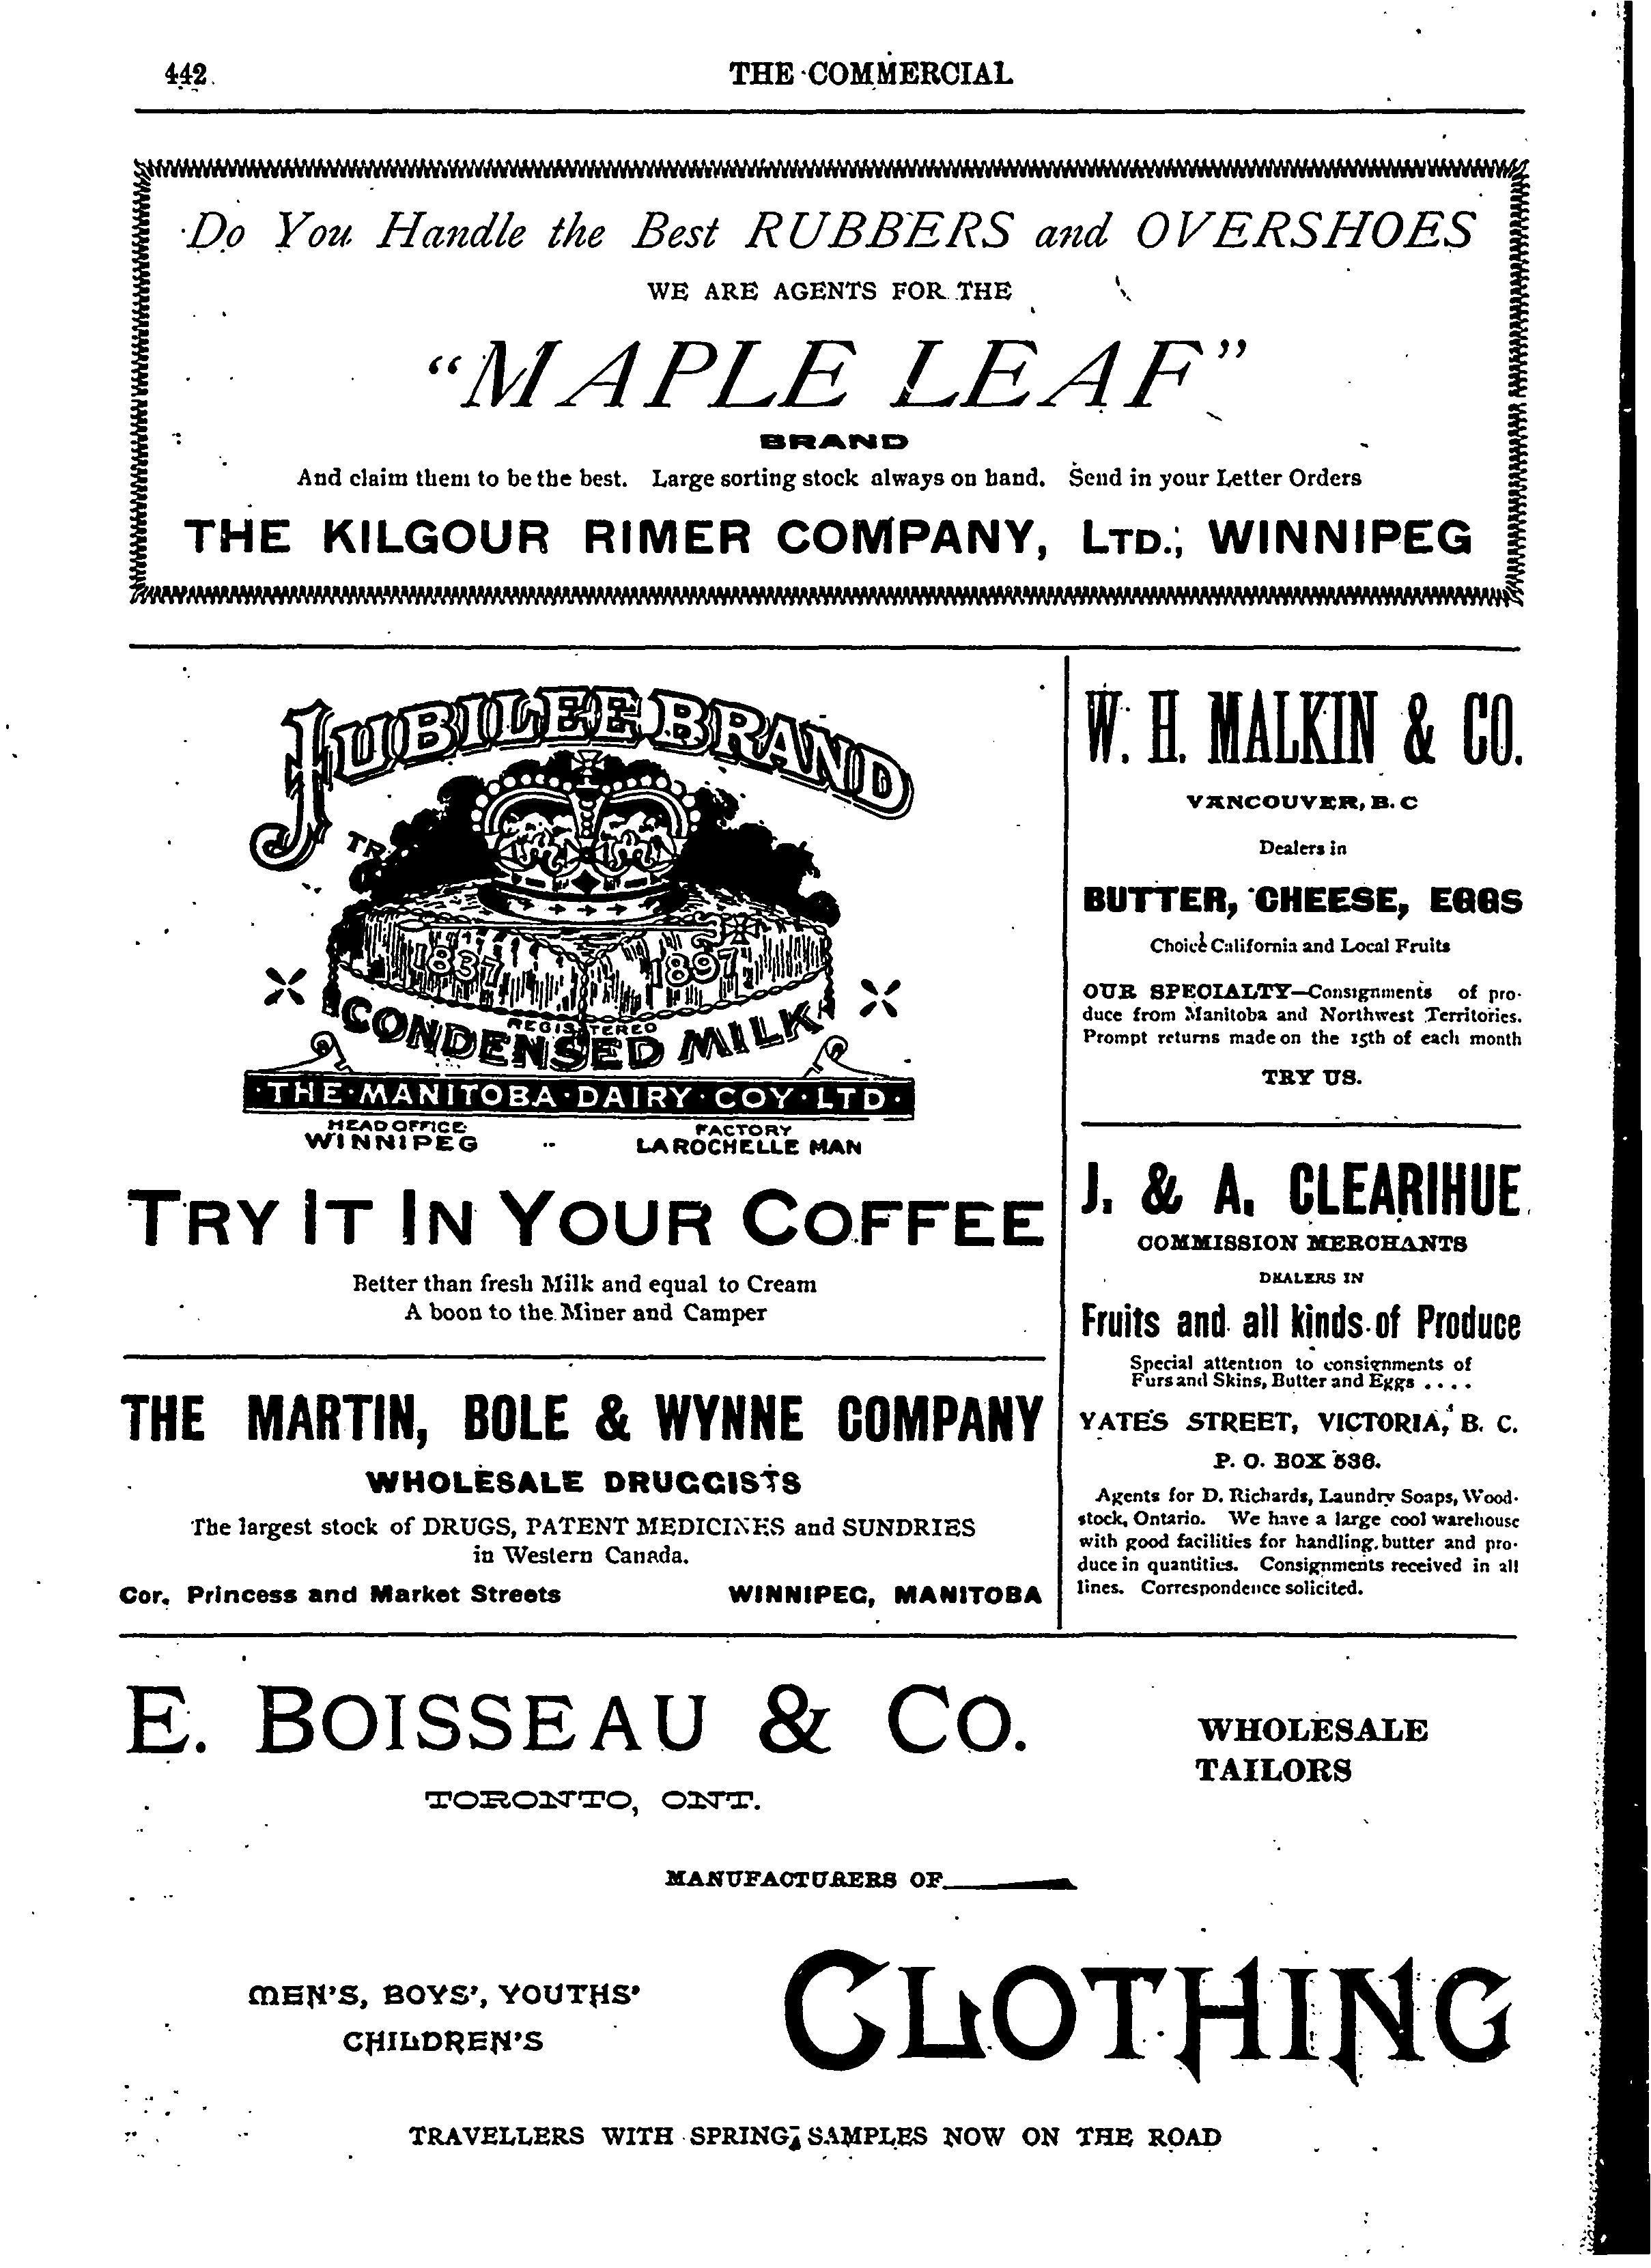 442
THE COMMERCIAL
Do You Handle the Best RUBBERS and OVERSHOES
WE ARE AGENTS FOR THE
"MAPLE LEAF"
BRAND
And claim them to be the best. Large sorting stock always on hand. Send in your Letter Orders
THE KILGOUR RIMER COMPANY, LTD., WINNIPEG
JUBILEE BRAND
1837 1897
REGISTERED
CONDENSED MILK
THE MANITOBA DAIRY COY LTD
HEAD OFFICE FACTORY
WINNIPEG LA ROCHELLE MAN
TRY IT IN YOUR COFFEE
Better than fresh Milk and equal to Cream
A boon to the Miner and Camper
THE MARTIN, BOLE & WYNNE COMPANY
WHOLESALE DRUGGISTS
The largest stock of DRUGS, PATENT MEDICINES and SUNDRIES
in Western Canada.
Cor. Princess and Market Streets WINNIPEG, MANITOBA
W. H. MALKIN & CO.
VANCOUVER, B. C
Dealers in
BUTTER, CHEESE, EGGS
Choice California and Local Fruits
OUR SPECIALTY—Consignments of pro-
duce from Manitoba and Northwest Territories.
Prompt returns made on the 15th of each month
TRY US.
J. & A. CLEARIHUE
COMMISSION MERCHANTS
DEALERS IN
Fruits and all kinds of Produce
Special attention to consignments of
Furs and Skins, Butter and Eggs ....
YATES STREET, VICTORIA, B. C.
P. O. BOX 536.
Agents for D. Richards, Laundry Soaps, Wood-
stock, Ontario. We have a large cool warehouse
with good facilities for handling butter and pro-
duce in quantities. Consignments received in all
lines. Correspondence solicited.
E. BOISSEAU & CO.
TORONTO, ONT.
WHOLESALE
TAILORS
MANUFACTURERS OF
MEN'S, BOYS', YOUTHS'
CHILDREN'S
CLOTHING
TRAVELLERS WITH SPRING SAMPLES NOW ON THE ROAD